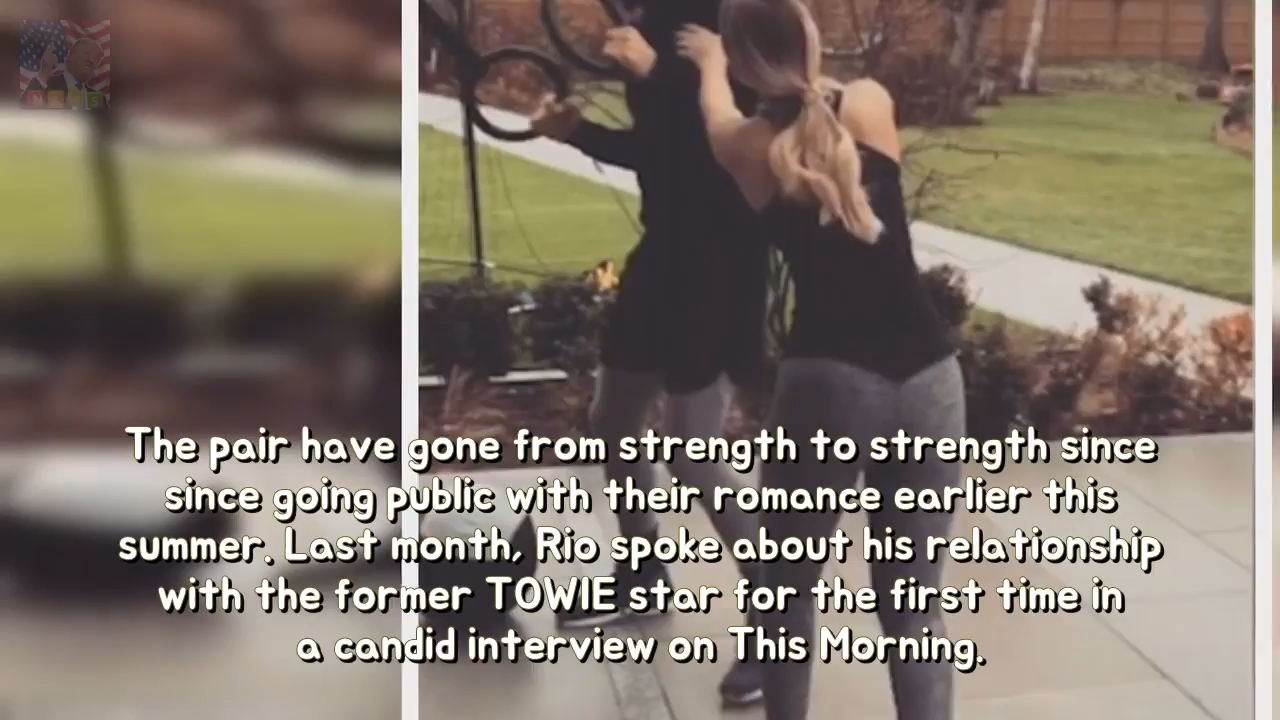 The pair have gone from strength to strength since
since going public with their romance earlier this
summer. Last month, Rio spoke about his relationship
with the former TOWIE star for the first time in
a candid interview on This Morning.
NEWS